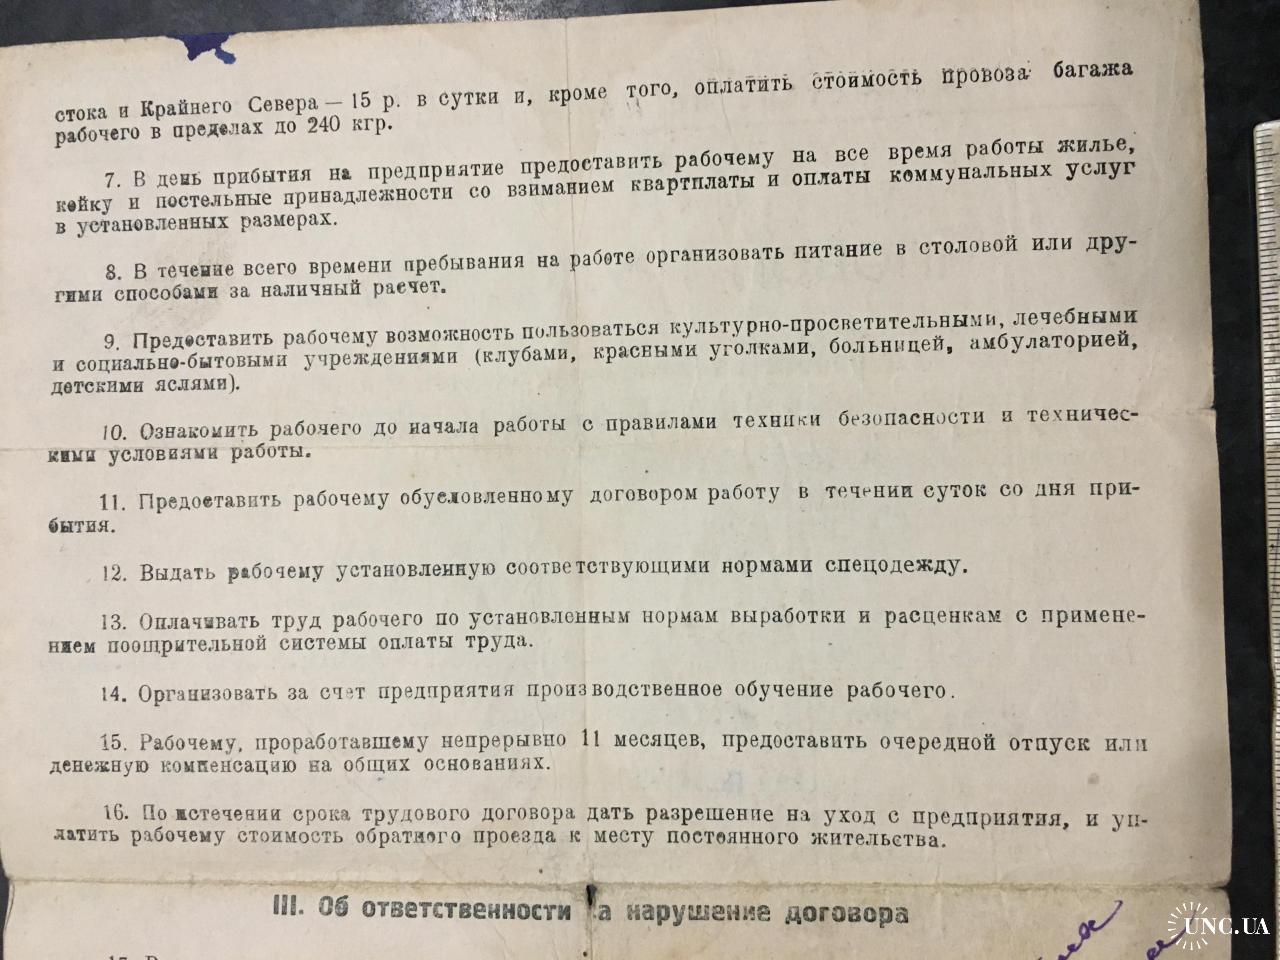 стока и Крайнего Севера — 15 р. в сутки и, кроме того, оплатить стоимость провоза багажа
рабочего в пределах до 240 кгр.
7. В день прибытия на предприятие предоставить рабочему на все время работы жилье,
койку и постельные принадлежности со взиманием квартплаты и оплаты коммунальных услуг
в установленных размерах.
8. В течение всего времени пребывания на работе организовать питание в столовой или дру-
гими способами за наличный расчет.
9. Предоставить рабочему возможность пользоваться культурно-просветительными, лечебными
и социально-бытовыми учреждениями (клубами, красными уголками, больницей, амбулаторией,
детскими яслями).
10. Ознакомить рабочего до начала работы с правилами техники безопасности и техничес-
кими условиями работы.
11. Предоставить рабочему обусловленному договором работу в течении суток со дня при-
бытия.
12. Выдать рабочему установленную соответствующими нормами спецодежду.
13. Оплачивать труд рабочего по установленным нормам выработки и расценкам с примене-
нием поощрительной системы оплаты труда.
14. Организовать за счет предприятия производственное обучение рабочего.
15. Рабочему, проработавшему непрерывно 11 месяцев, предоставить очередной отпуск или
денежную компенсацию на общих основаниях.
16. По истечении срока трудового договора дать разрешение на уход с предприятия, и уп-
латить рабочему стоимость обратного проезда к месту постоянного жительства.
III. Об ответственности за нарушение договора
UNC.UA